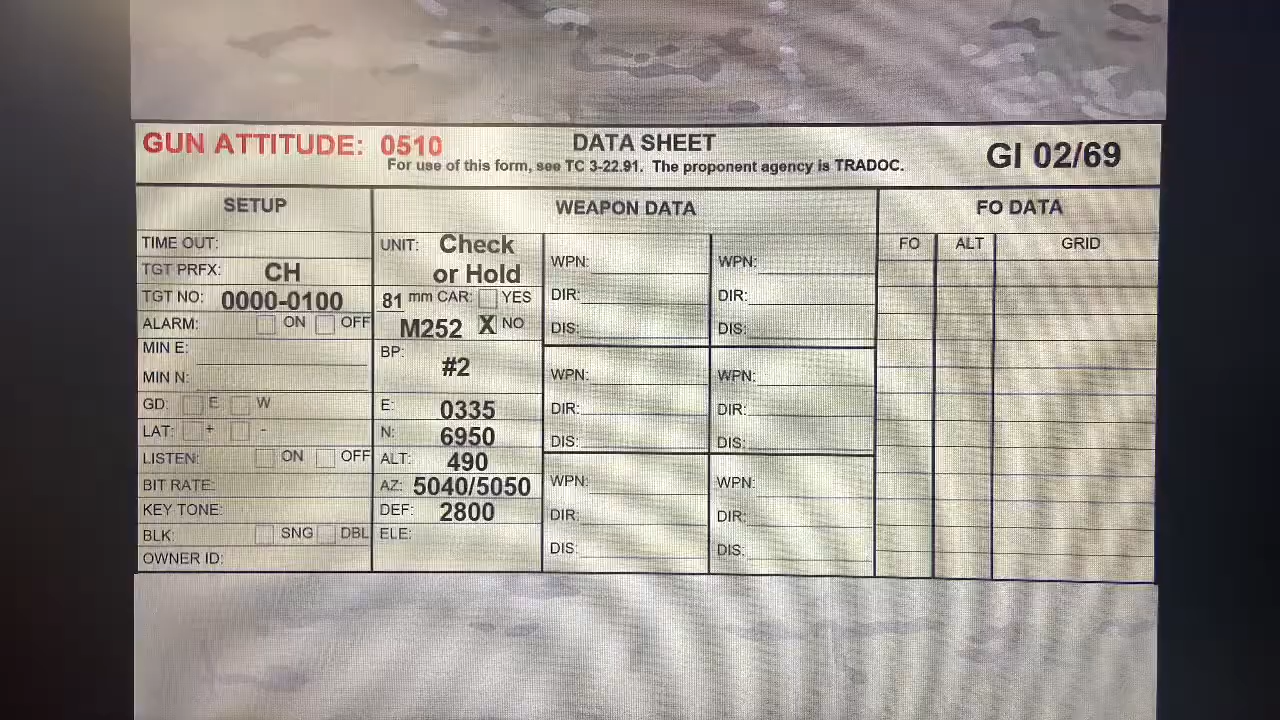 GUN ATTITUDE: 0510
DATA SHEET
For use of this form, see TC 3-22.91. The proponent agency is TRADOC.
GI 02/69
SETUP
TIME OUT:
TGT PRFX: CH
TGT NO: 0000-0100
ALARM: ON OFF
MIN E:
MIN N:
GD: E W
LAT: + -
LISTEN: ON OFF
BIT RATE:
KEY TONE:
BLK: SNG DBL
OWNER ID:
WEAPON DATA
UNIT: Check
or Hold
81 mm CAR: YES
M252 X NO
BP:
#2
E: 0335
N: 6950
ALT: 490
AZ: 5040/5050
DEF: 2800
ELE:
WPN: WPN:
DIR: DIR:
DIS: DIS:
WPN: WPN:
DIR: DIR:
DIS: DIS:
WPN: WPN:
DIR: DIR:
DIS: DIS:
FO DATA
FO ALT GRID